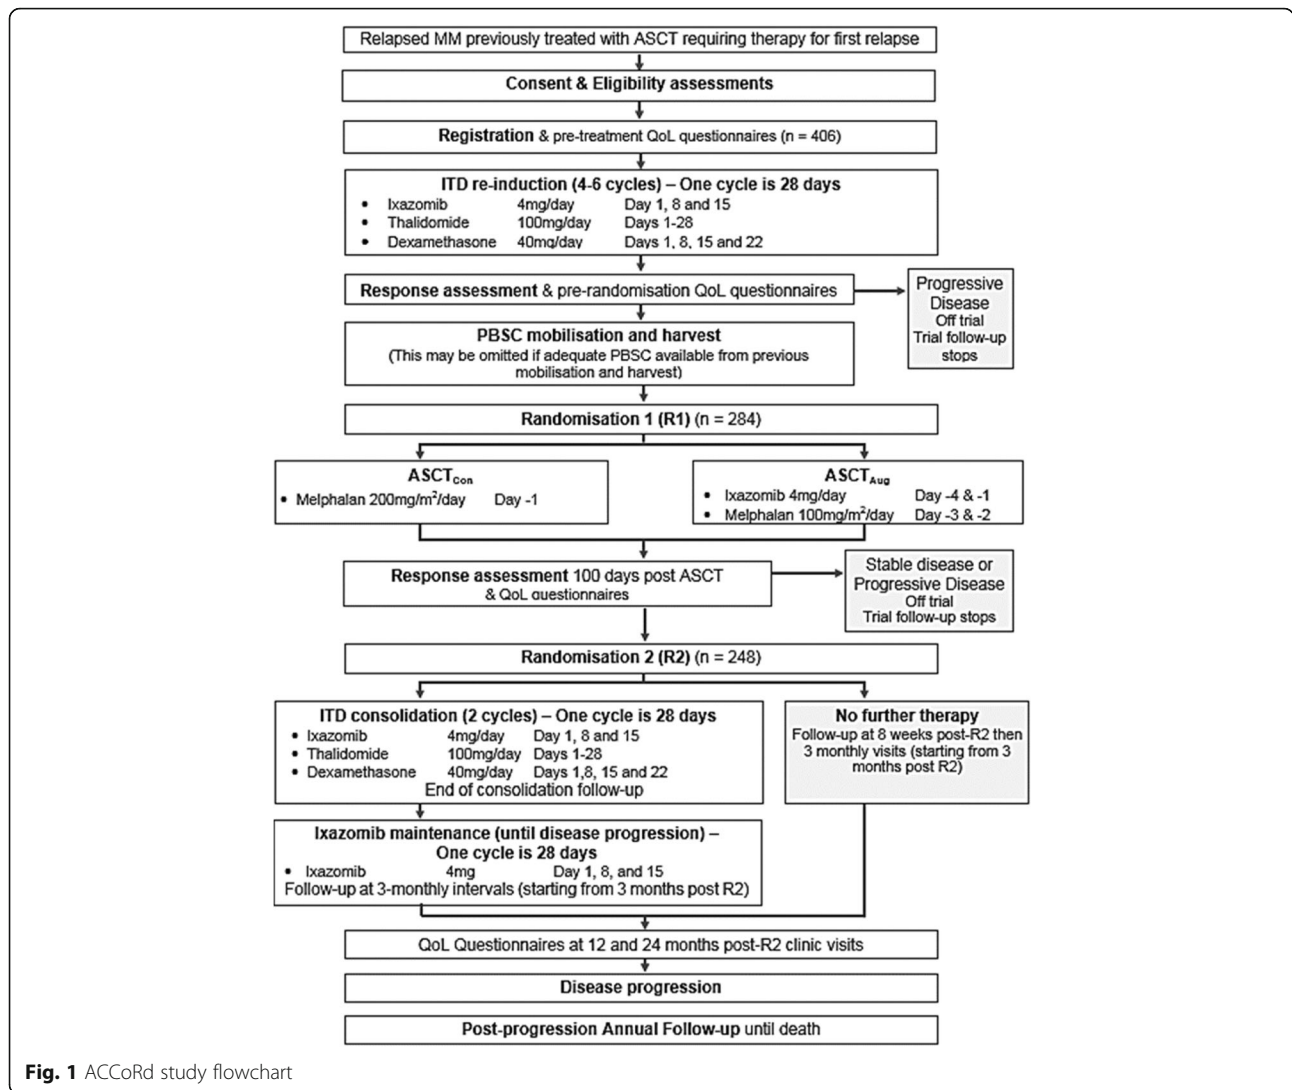 Relapsed MM previously treated with ASCT requiring therapy for first relapse
Consent & Eligibility assessments
Registration & pre-treatment QoL questionnaires (n = 406)
ITD re-induction (4-6 cycles) – One cycle is 28 days
• Ixazomib 4mg/day Day 1, 8 and 15
• Thalidomide 100mg/day Days 1-28
• Dexamethasone 40mg/day Days 1, 8, 15 and 22
Response assessment & pre-randomisation QoL questionnaires
Progressive
Disease
Off trial
Trial follow-up
stops
PBSC mobilisation and harvest
(This may be omitted if adequate PBSC available from previous
mobilisation and harvest)
Randomisation 1 (R1) (n = 284)
ASCTCon
• Melphalan 200mg/m²/day Day -1
ASCTAug
• Ixazomib 4mg/day Day -4 & -1
• Melphalan 100mg/m²/day Day -3 & -2
Response assessment 100 days post ASCT
& QoL questionnaires
Stable disease or
Progressive Disease
Off trial
Trial follow-up stops
Randomisation 2 (R2) (n = 248)
ITD consolidation (2 cycles) – One cycle is 28 days
• Ixazomib 4mg/day Day 1, 8 and 15
• Thalidomide 100mg/day Days 1-28
• Dexamethasone 40mg/day Days 1,8, 15 and 22
End of consolidation follow-up
No further therapy
Follow-up at 8 weeks post-R2 then
3 monthly visits (starting from 3
months post R2)
Ixazomib maintenance (until disease progression) –
One cycle is 28 days
• Ixazomib 4mg Day 1, 8, and 15
Follow-up at 3-monthly intervals (starting from 3 months post R2)
QoL Questionnaires at 12 and 24 months post-R2 clinic visits
Disease progression
Post-progression Annual Follow-up until death
Fig. 1 ACCoRd study flowchart